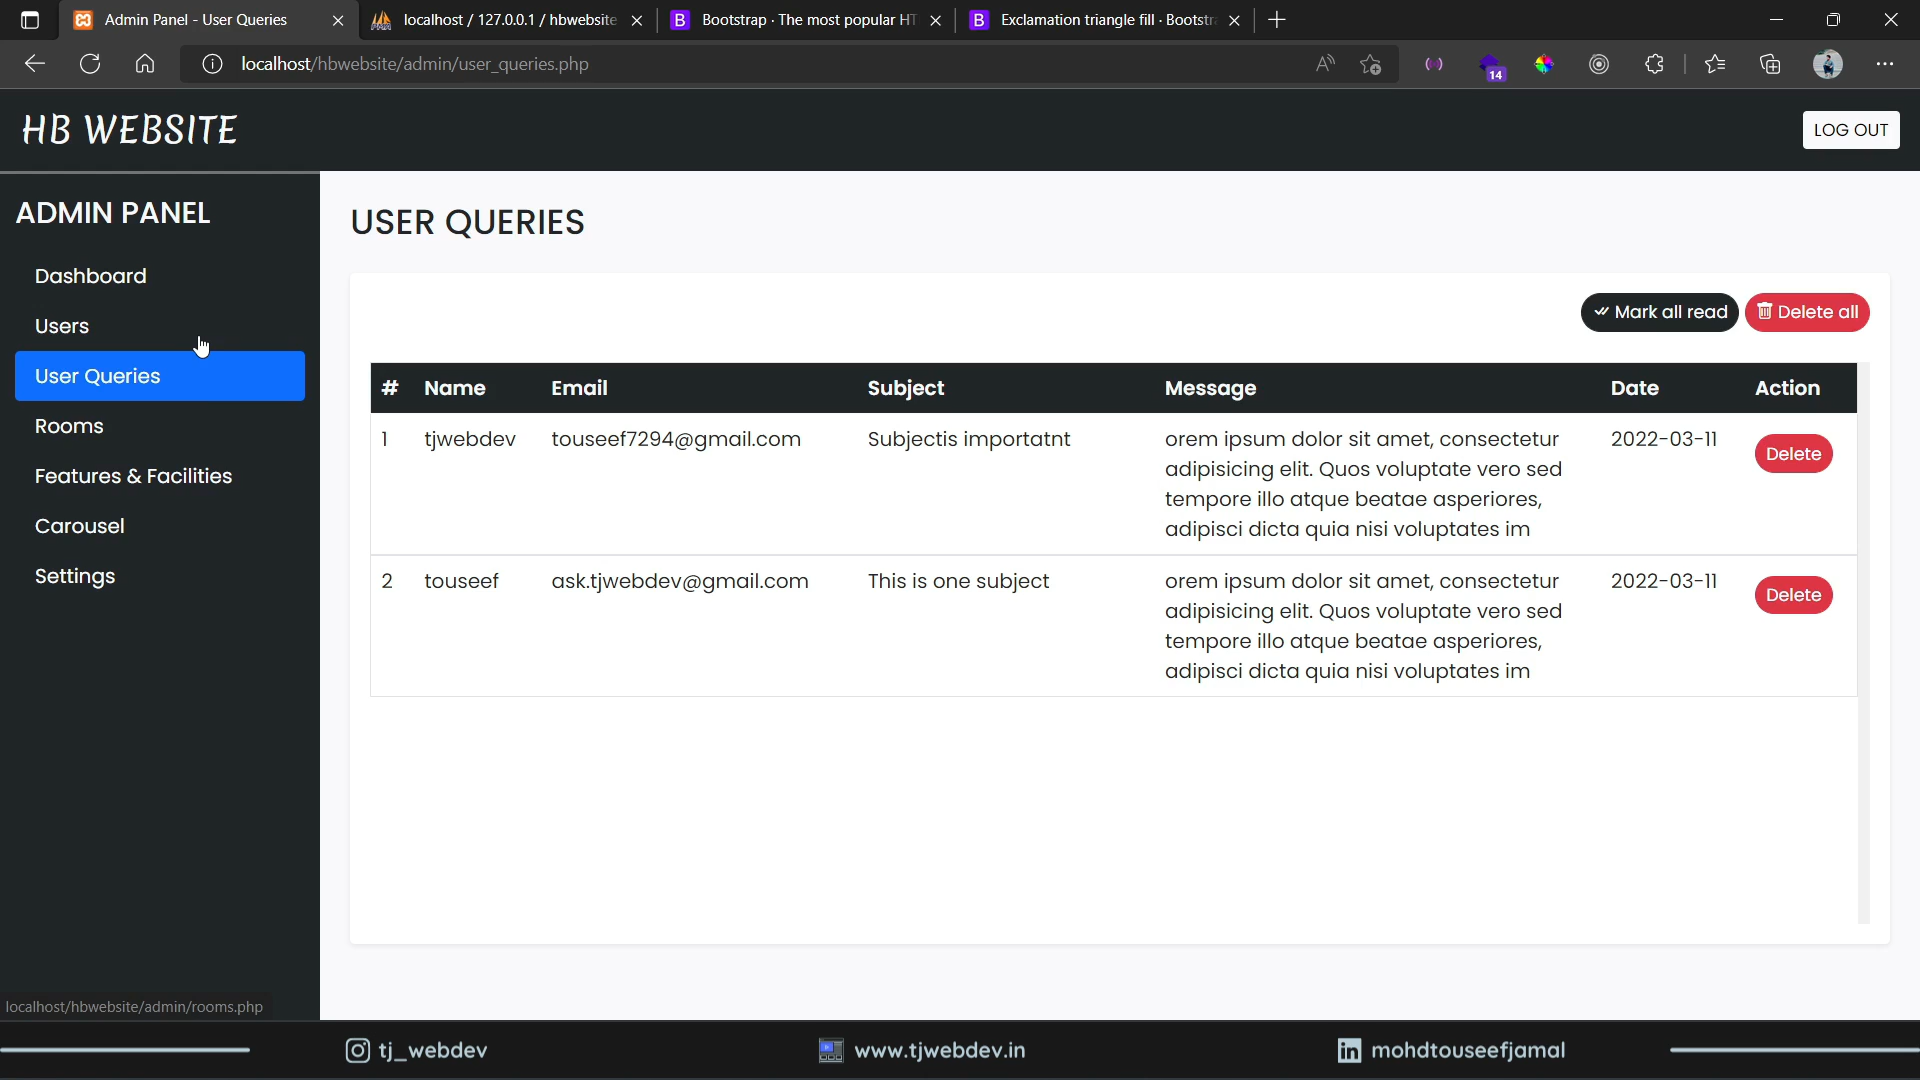 Admin Panel - User Queries
localhost / 127.0.0.1 / hbwebsite
Bootstrap · The most popular HT
Exclamation triangle fill · Bootstr
localhost/hbwebsite/admin/user_queries.php
14
HB WEBSITE
LOG OUT
ADMIN PANEL
Dashboard
Users
User Queries
Rooms
Features & Facilities
Carousel
Settings
USER QUERIES
Mark all read
Delete all
# Name Email Subject Message Date Action
1 tjwebdev touseef7294@gmail.com Subjectis importatnt orem ipsum dolor sit amet, consectetur 2022-03-11 Delete
adipisicing elit. Quos voluptate vero sed
tempore illo atque beatae asperiores,
adipisci dicta quia nisi voluptates im
2 touseef ask.tjwebdev@gmail.com This is one subject orem ipsum dolor sit amet, consectetur 2022-03-11 Delete
adipisicing elit. Quos voluptate vero sed
tempore illo atque beatae asperiores,
adipisci dicta quia nisi voluptates im
localhost/hbwebsite/admin/rooms.php
tj_webdev
www.tjwebdev.in
mohdtouseefjamal